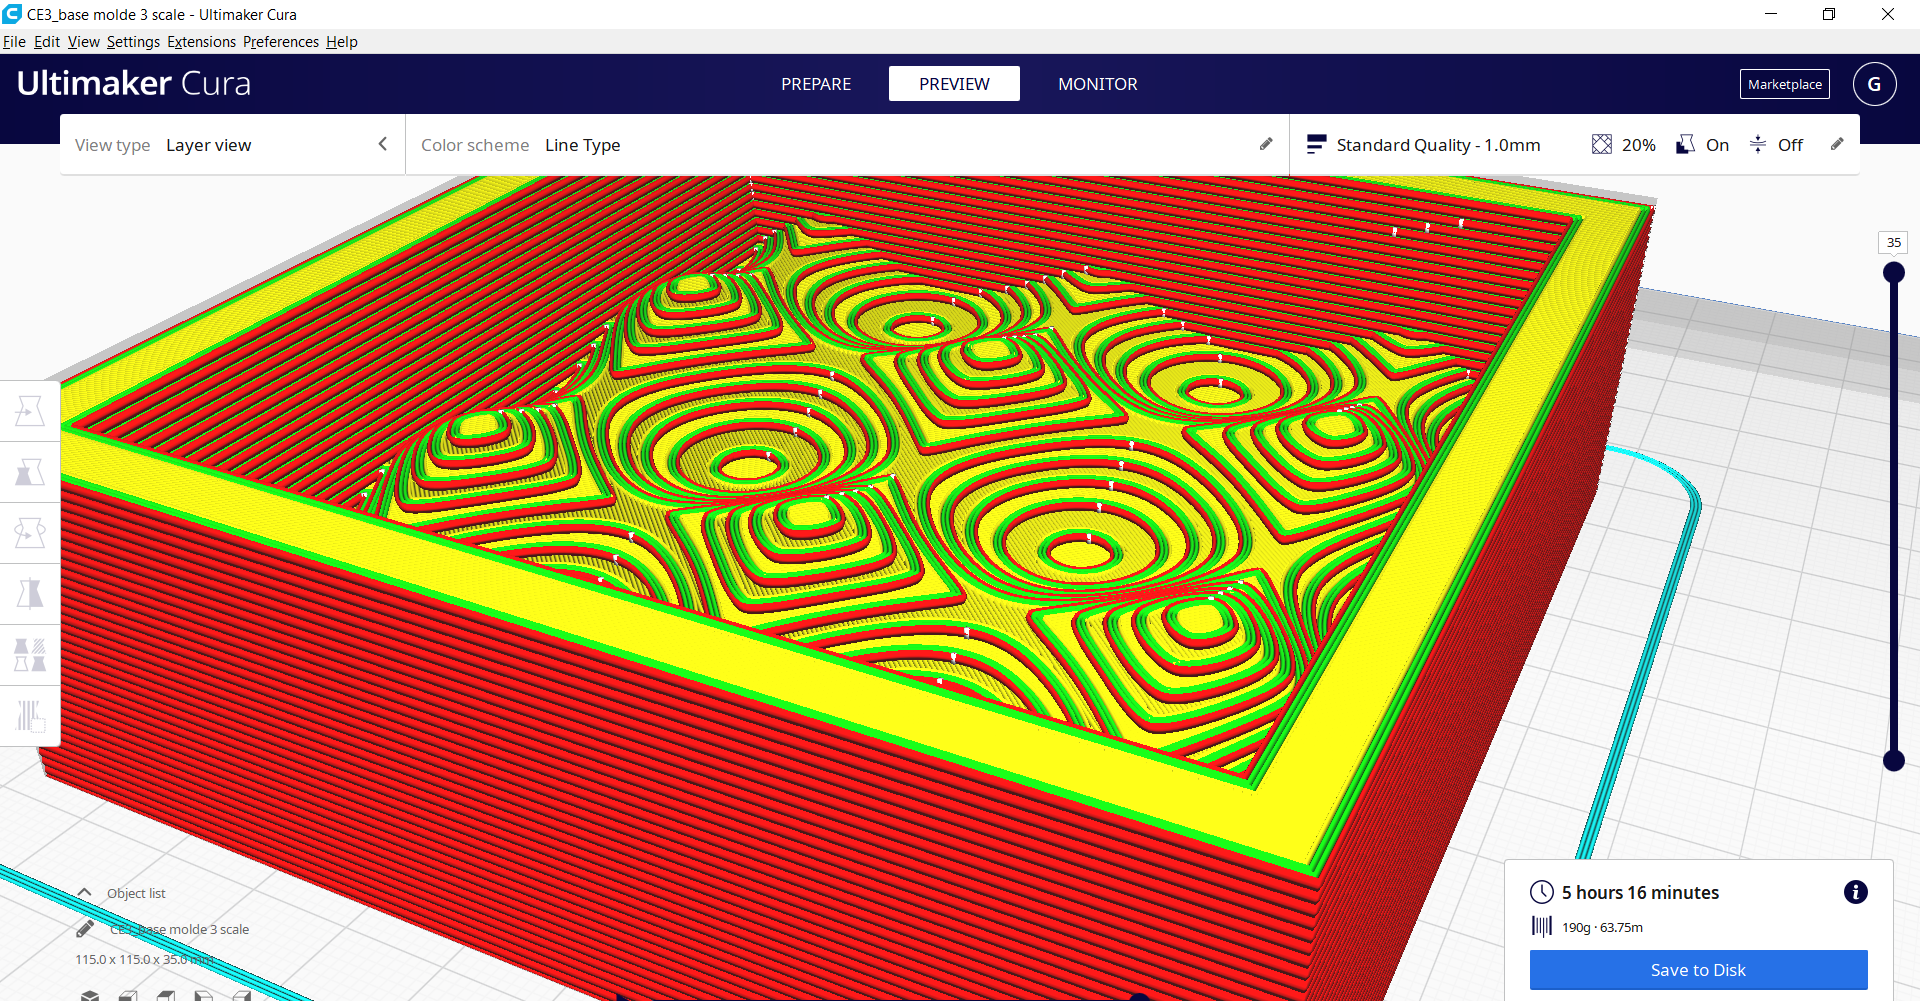 CE3_base molde 3 scale - Ultimaker Cura
File Edit View Settings Extensions Preferences Help
Ultimaker Cura
PREPARE PREVIEW MONITOR
Marketplace
G
View type Layer view
Color scheme Line Type
Standard Quality - 1.0mm 20% On Off
35
Object list
CE3_base molde 3 scale
115.0 x 115.0 x 35.0 mm
5 hours 16 minutes
190g · 63.75m
Save to Disk